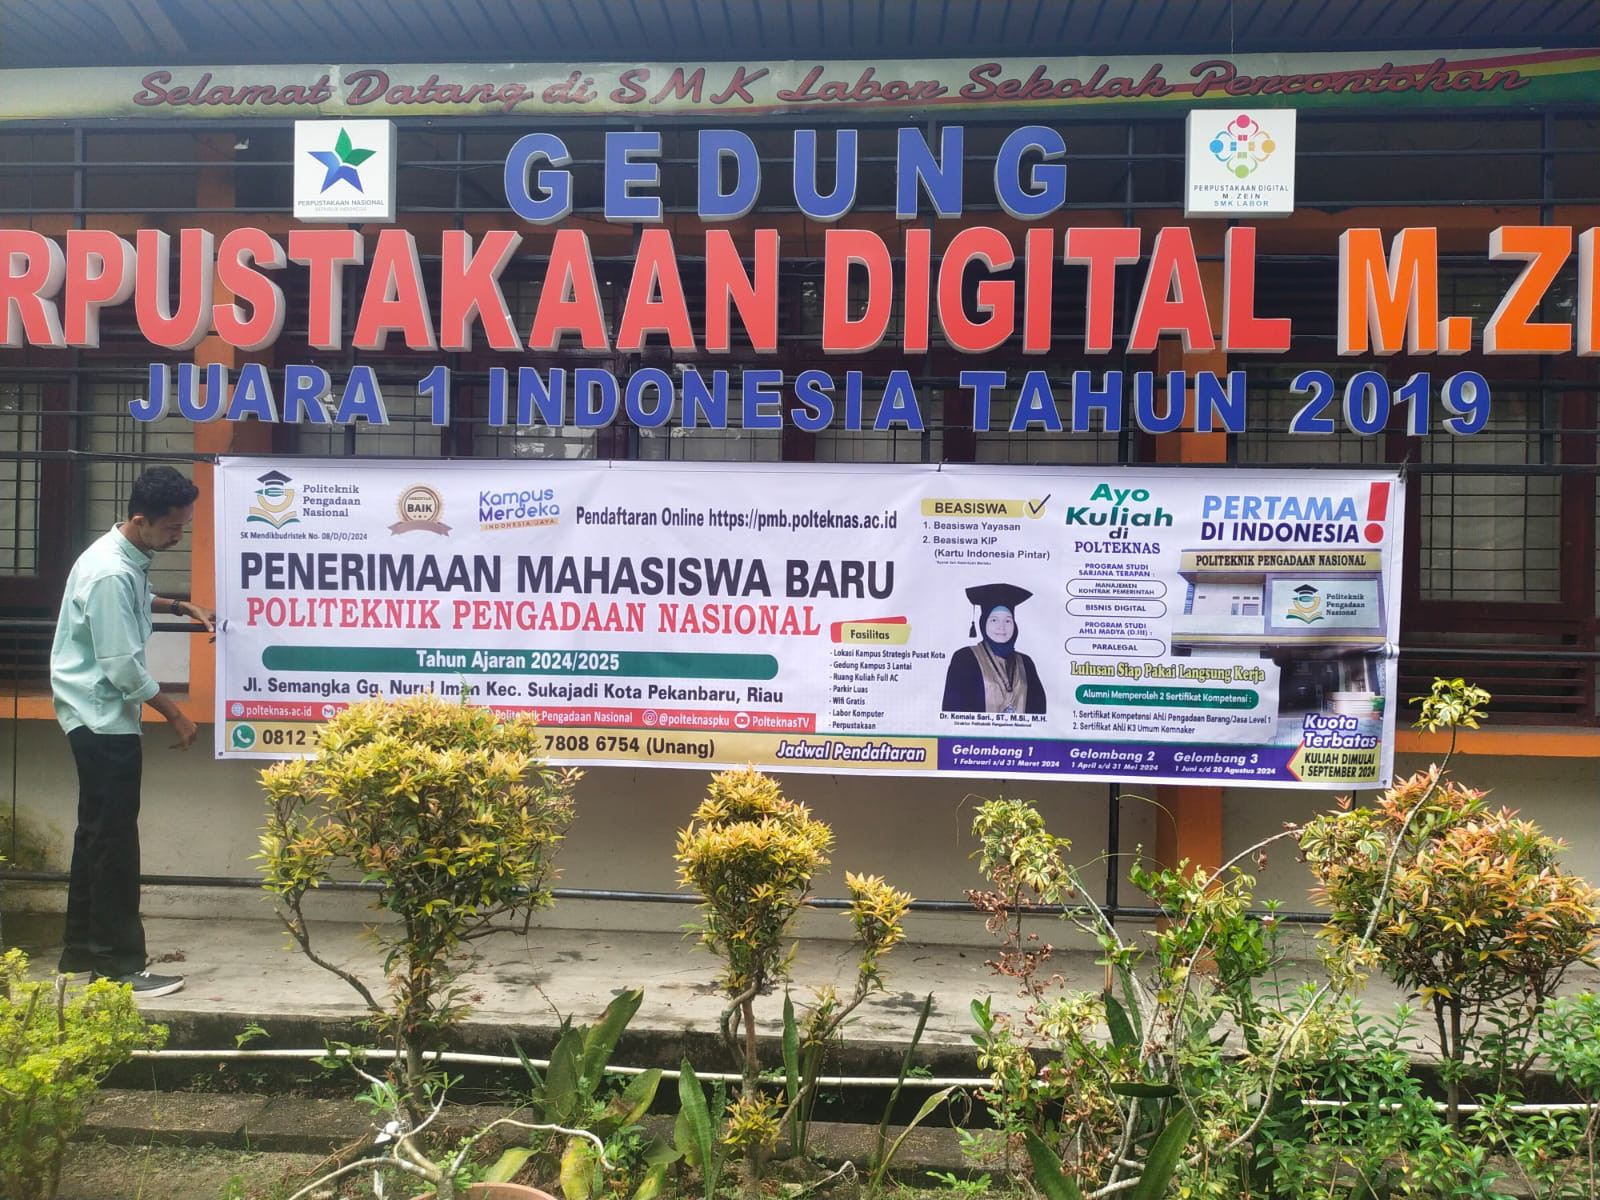 Selamat Datang di SMK Labor Sekolah Percontohan
PERPUSTAKAAN NASIONAL
REPUBLIK INDONESIA
GEDUNG
PERPUSTAKAAN DIGITAL
M. ZEIN
SMK LABOR
RPUSTAKAAN DIGITAL M.ZE
JUARA 1 INDONESIA TAHUN 2019
Politeknik
Pengadaan
Nasional
SK Mendikbudristek No- 08/D/O/2024
BAIK
Kampus
Merdeka
INDONESIA JAYA
Pendaftaran Online https://pmb.polteknas.ac.id
PENERIMAAN MAHASISWA BARU
POLITEKNIK PENGADAAN NASIONAL
Tahun Ajaran 2024/2025
Jl. Semangka Gg. Nurul Iman Kec. Sukajadi Kota Pekanbaru, Riau
polteknas-ac-id
Politeknik Pengadaan Nasional
@polteknaspku
PolteknasTV
0812 7
7808 6754 (Unang)
BEASISWA
1. Beasiswa Yayasan
2. Beasiswa KIP
(Kartu Indonesia Pintar)
Fasilitas
- Lokasi Kampus Strategis Pusat Kota
- Gedung Kampus 3 Lantai
- Ruang Kuliah Full AC
- Parkir Luas
- Wifi Gratis
- Labor Komputer
- Perpustakaan
Dr. Komala Sari., ST., M.Si., M.H.
Direktur Politeknik Pengadaan Nasional
Ayo
Kuliah
di
POLTEKNAS
PROGRAM STUDI
SARJANA TERAPAN :
MANAJEMEN
KONTRAK PEMERINTAH
BISNIS DIGITAL
PROGRAM STUDI
AHLI MADYA (D.III) :
PARALEGAL
PERTAMA
DI INDONESIA !
POLITEKNIK PENGADAAN NASIONAL
Politeknik
Pengadaan
Nasional
Lulusan Siap Pakai Langsung Kerja
Alumni Memperoleh 2 Sertifikat Kompetensi :
1. Sertifikat Kompetensi Ahli Pengadaan Barang/Jasa Level 1
2. Sertifikat Ahli K3 Umum Kemnaker
Jadwal Pendaftaran
Gelombang 1
1 Februari s/d 31 Maret 2024
Gelombang 2
1 April s/d 31 Mei 2024
Gelombang 3
1 Juni s/d 20 Agustus 2024
Kuota
Terbatas
KULIAH DIMULAI
1 SEPTEMBER 2024